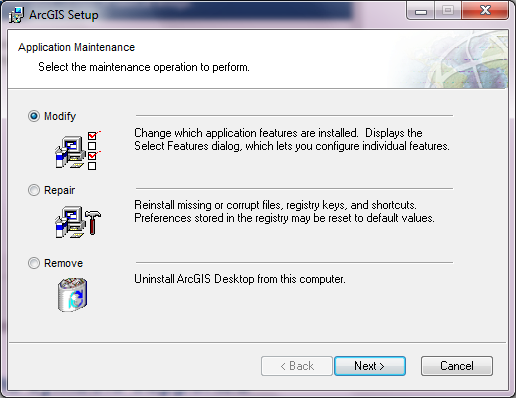 ArcGIS Setup
Application Maintenance
Select the maintenance operation to perform.
Modify
Change which application features are installed.  Displays the
Select Features dialog, which lets you configure individual features.
Repair
Reinstall missing or corrupt files, registry keys, and shortcuts.
Preferences stored in the registry may be reset to default values.
Remove
Uninstall ArcGIS Desktop from this computer.
< Back
Next >
Cancel